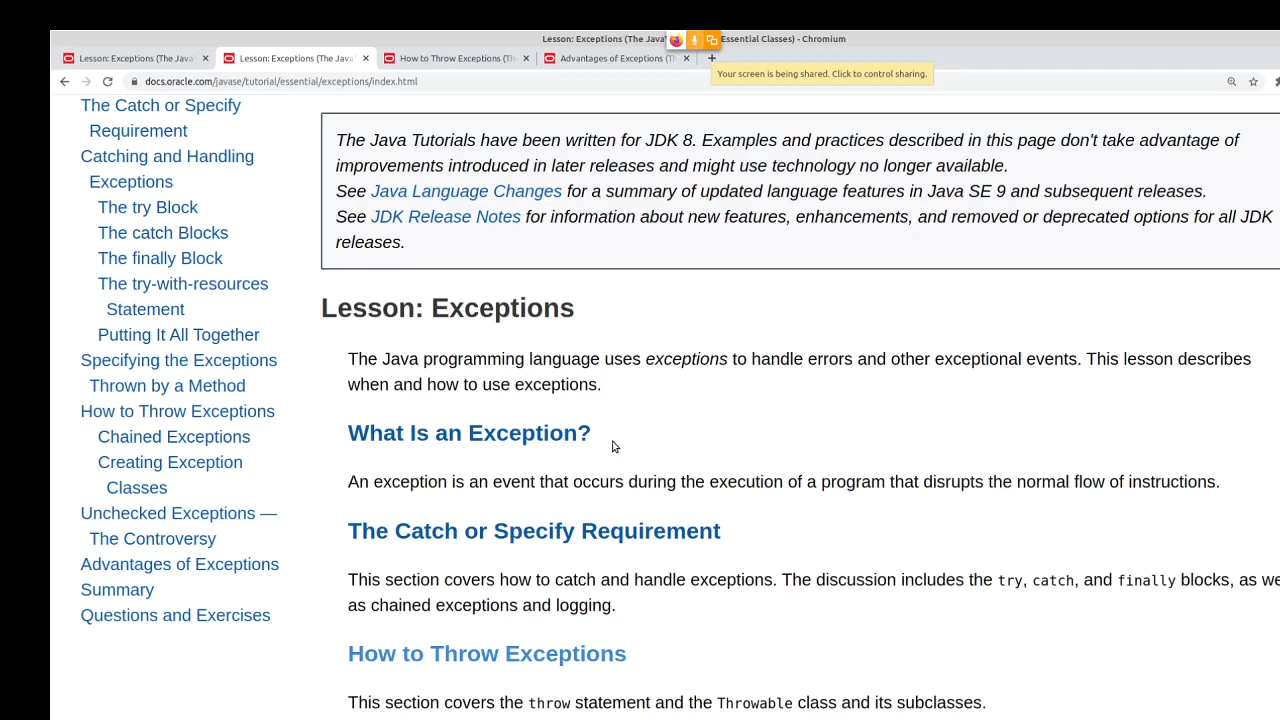 Lesson: Exceptions (The Java Essential Classes) - Chromium
Lesson: Exceptions (The Java
Lesson: Exceptions (The Java
How to Throw Exceptions (Th
Advantages of Exceptions (T
Your screen is being shared. Click to control sharing.
docs.oracle.com/javase/tutorial/essential/exceptions/index.html
The Catch or Specify
Requirement
Catching and Handling
Exceptions
The try Block
The catch Blocks
The finally Block
The try-with-resources
Statement
Putting It All Together
Specifying the Exceptions
Thrown by a Method
How to Throw Exceptions
Chained Exceptions
Creating Exception
Classes
Unchecked Exceptions —
The Controversy
Advantages of Exceptions
Summary
Questions and Exercises
The Java Tutorials have been written for JDK 8. Examples and practices described in this page don't take advantage of
improvements introduced in later releases and might use technology no longer available.
See Java Language Changes for a summary of updated language features in Java SE 9 and subsequent releases.
See JDK Release Notes for information about new features, enhancements, and removed or deprecated options for all JDK
releases.
Lesson: Exceptions
The Java programming language uses exceptions to handle errors and other exceptional events. This lesson describes
when and how to use exceptions.
What Is an Exception?
An exception is an event that occurs during the execution of a program that disrupts the normal flow of instructions.
The Catch or Specify Requirement
This section covers how to catch and handle exceptions. The discussion includes the try, catch, and finally blocks, as we
as chained exceptions and logging.
How to Throw Exceptions
This section covers the throw statement and the Throwable class and its subclasses.